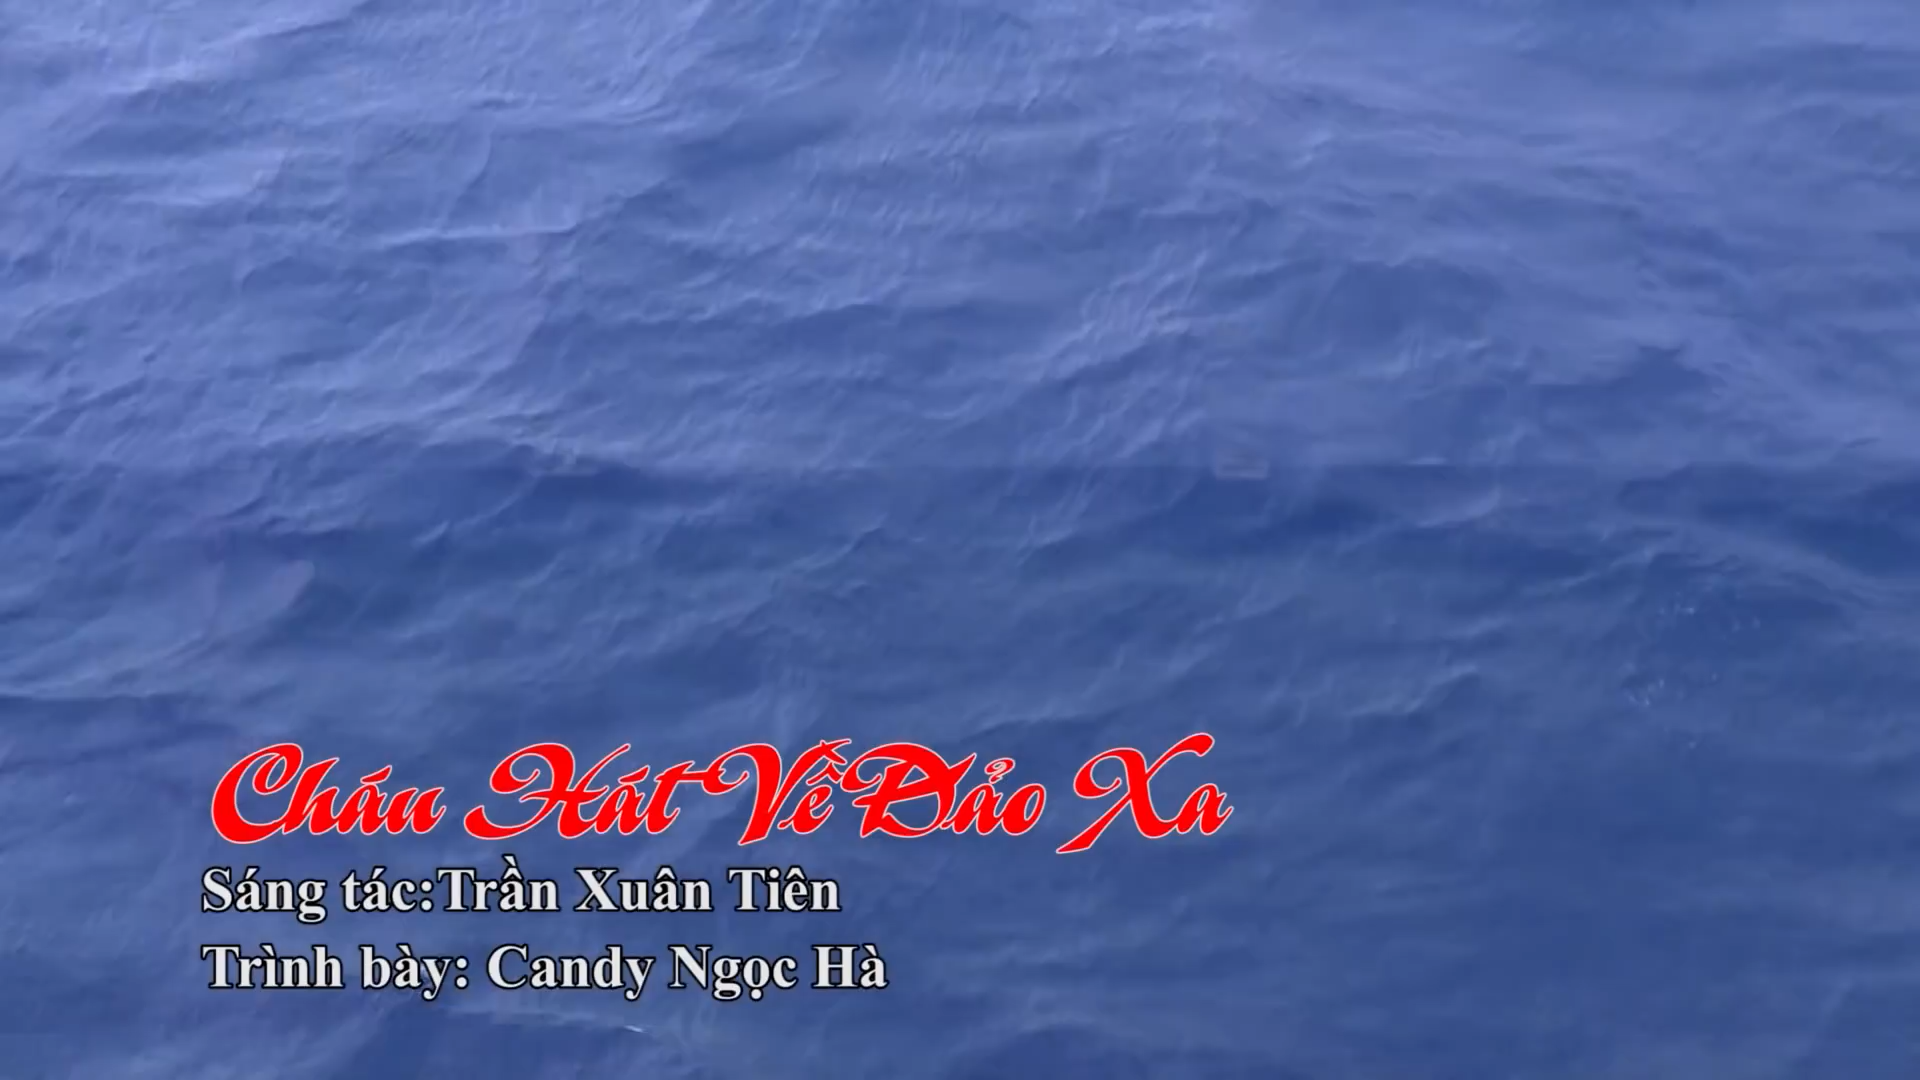 Cháu Hát Về Đảo Xa
Sáng tác:Trần Xuân Tiên
Trình bày: Candy Ngọc Hà